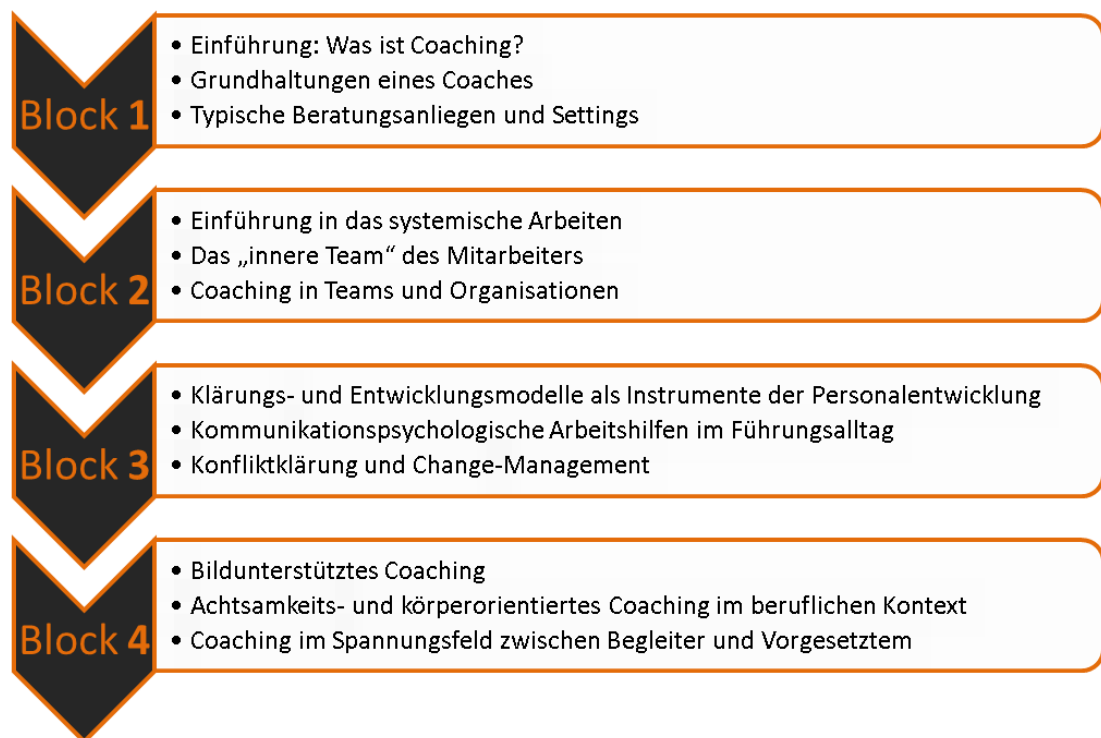 Block 1
• Einführung: Was ist Coaching?
• Grundhaltungen eines Coaches
• Typische Beratungsanliegen und Settings
Block 2
• Einführung in das systemische Arbeiten
• Das „innere Team“ des Mitarbeiters
• Coaching in Teams und Organisationen
Block 3
• Klärungs- und Entwicklungsmodelle als Instrumente der Personalentwicklung
• Kommunikationspsychologische Arbeitshilfen im Führungsalltag
• Konfliktklärung und Change-Management
Block 4
• Bildunterstütztes Coaching
• Achtsamkeits- und körperorientiertes Coaching im beruflichen Kontext
• Coaching im Spannungsfeld zwischen Begleiter und Vorgesetztem